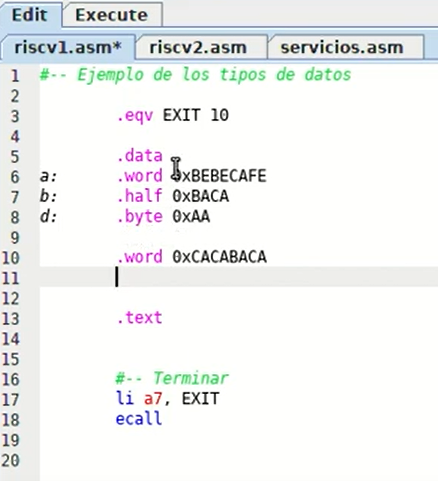 Edit Execute
riscv1.asm* riscv2.asm servicios.asm
1 #-- Ejemplo de los tipos de datos
2
3 .eqv EXIT 10
4
5 .data
6 a: .word 0xBEBECAFE
7 b: .half 0xBACA
8 d: .byte 0xAA
9
10 .word 0xCACABACA
11
12
13 .text
14
15
16 #-- Terminar
17 li a7, EXIT
18 ecall
19
20